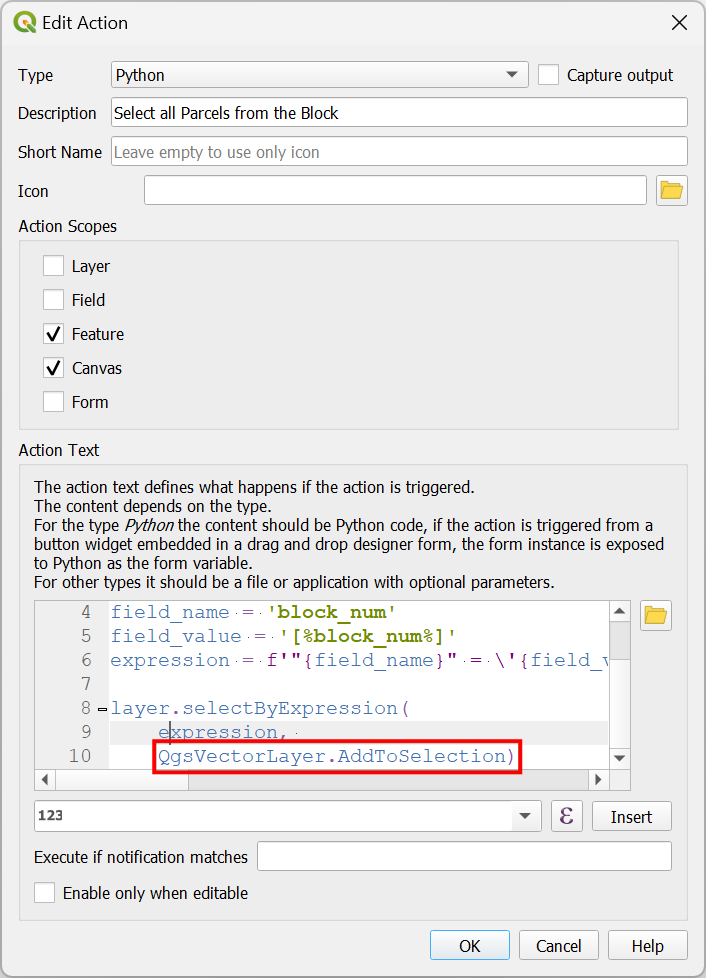 Edit Action
Type Python Capture output
Description Select all Parcels from the Block
Short Name Leave empty to use only icon
Icon
Action Scopes
Layer
Field
Feature
Canvas
Form
Action Text
The action text defines what happens if the action is triggered.
The content depends on the type.
For the type Python the content should be Python code, if the action is triggered from a
button widget embedded in a drag and drop designer form, the form instance is exposed
to Python as the form variable.
For other types it should be a file or application with optional parameters.
4 field_name = 'block_num'
5 field_value = '[%block_num%]'
6 expression = f'"{field_name}" = \'{field_v
7
8 layer.selectByExpression(
9 expression,
10 QgsVectorLayer.AddToSelection)
123 ε Insert
Execute if notification matches
Enable only when editable
OK Cancel Help